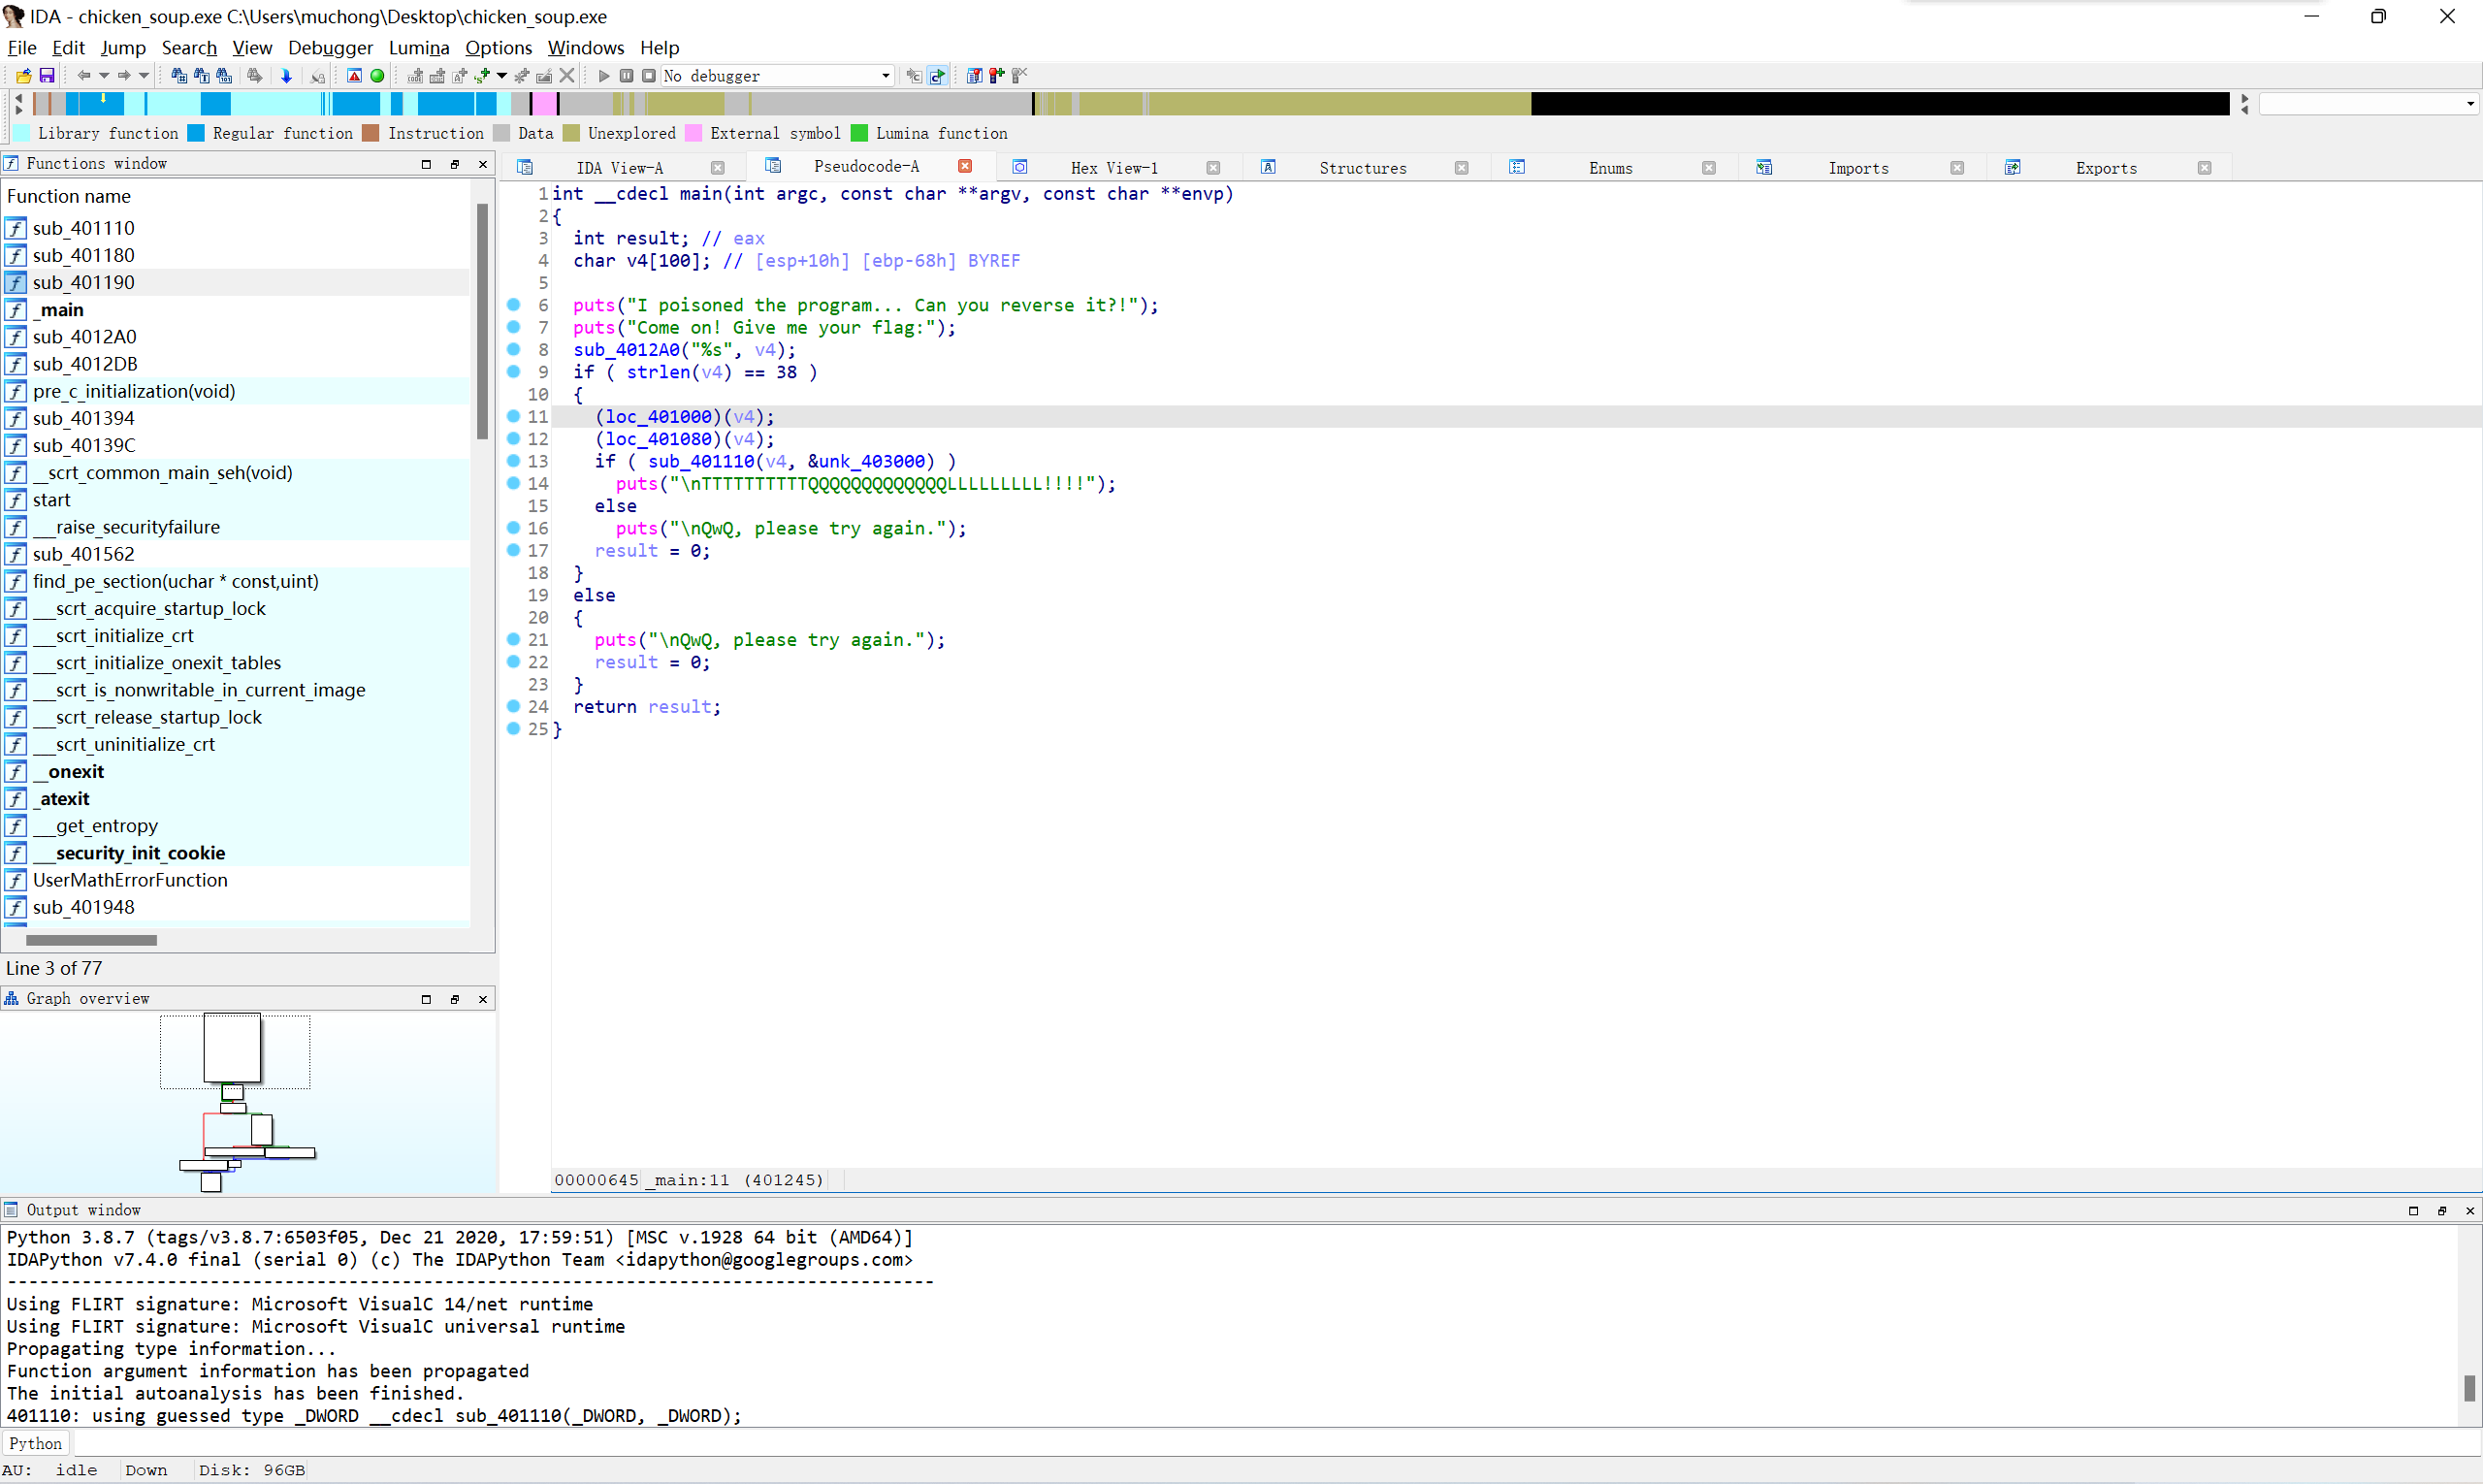 IDA - chicken_soup.exe C:\Users\muchong\Desktop\chicken_soup.exe
File Edit Jump Search View Debugger Lumina Options Windows Help
No debugger
Library function Regular function Instruction Data Unexplored External symbol Lumina function
Functions window
Function name
sub_401110
sub_401180
sub_401190
_main
sub_4012A0
sub_4012DB
pre_c_initialization(void)
sub_401394
sub_40139C
__scrt_common_main_seh(void)
start
___raise_securityfailure
sub_401562
find_pe_section(uchar * const,uint)
___scrt_acquire_startup_lock
___scrt_initialize_crt
___scrt_initialize_onexit_tables
___scrt_is_nonwritable_in_current_image
___scrt_release_startup_lock
___scrt_uninitialize_crt
__onexit
_atexit
___get_entropy
___security_init_cookie
UserMathErrorFunction
sub_401948
Line 3 of 77
Graph overview
IDA View-A Pseudocode-A Hex View-1 Structures Enums Imports Exports
1 int __cdecl main(int argc, const char **argv, const char **envp)
2 {
3 int result; // eax
4 char v4[100]; // [esp+10h] [ebp-68h] BYREF
5
6 puts("I poisoned the program... Can you reverse it?!");
7 puts("Come on! Give me your flag:");
8 sub_4012A0("%s", v4);
9 if ( strlen(v4) == 38 )
10 {
11 (loc_401000)(v4);
12 (loc_401080)(v4);
13 if ( sub_401110(v4, &unk_403000) )
14 puts("\nTTTTTTTTTTQQQQQQQQQQQQQLLLLLLLLL!!!!");
15 else
16 puts("\nQwQ, please try again.");
17 result = 0;
18 }
19 else
20 {
21 puts("\nQwQ, please try again.");
22 result = 0;
23 }
24 return result;
25 }
00000645 _main:11 (401245)
Output window
Python 3.8.7 (tags/v3.8.7:6503f05, Dec 21 2020, 17:59:51) [MSC v.1928 64 bit (AMD64)]
IDAPython v7.4.0 final (serial 0) (c) The IDAPython Team <idapython@googlegroups.com>
---------------------------------------------------------------------------------------
Using FLIRT signature: Microsoft VisualC 14/net runtime
Using FLIRT signature: Microsoft VisualC universal runtime
Propagating type information...
Function argument information has been propagated
The initial autoanalysis has been finished.
401110: using guessed type _DWORD __cdecl sub_401110(_DWORD, _DWORD);
Python
AU: idle Down Disk: 96GB